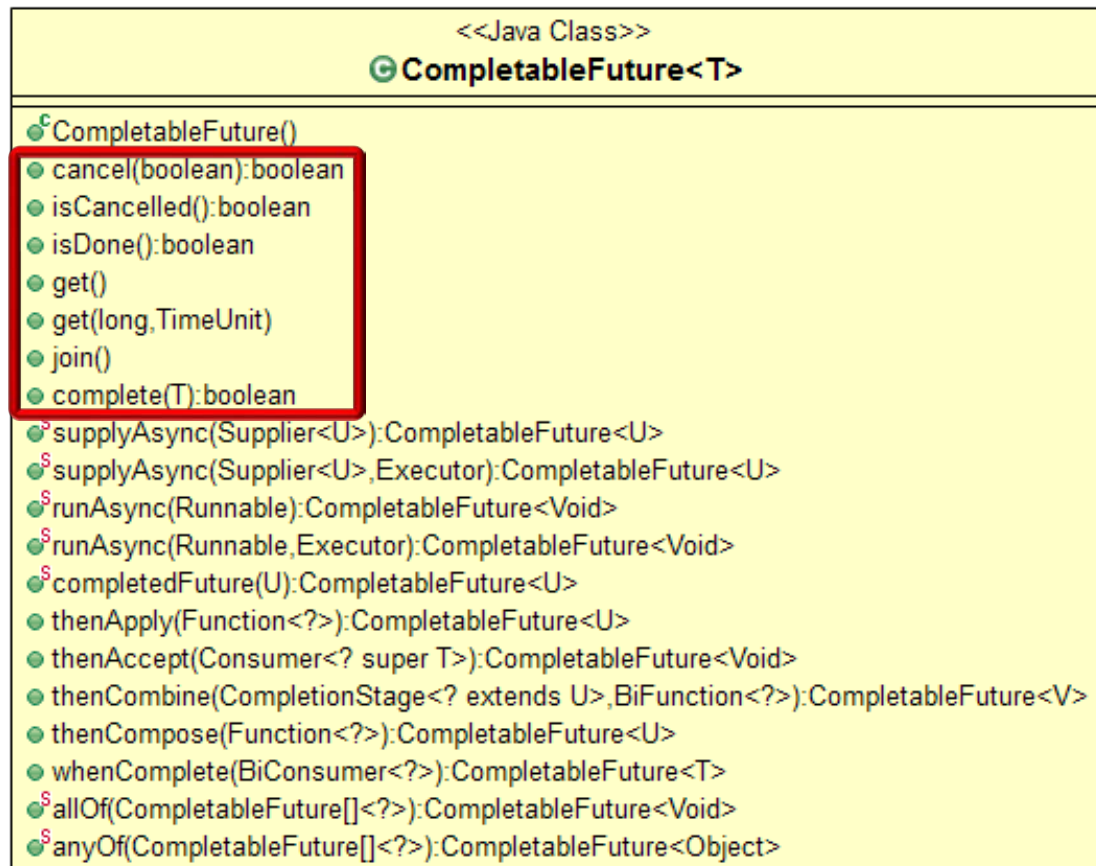 <<Java Class>>
CompletableFuture<T>
CompletableFuture()
cancel(boolean):boolean
isCancelled():boolean
isDone():boolean
get()
get(long,TimeUnit)
join()
complete(T):boolean
supplyAsync(Supplier<U>):CompletableFuture<U>
supplyAsync(Supplier<U>,Executor):CompletableFuture<U>
runAsync(Runnable):CompletableFuture<Void>
runAsync(Runnable,Executor):CompletableFuture<Void>
completedFuture(U):CompletableFuture<U>
thenApply(Function<?>):CompletableFuture<U>
thenAccept(Consumer<? super T>):CompletableFuture<Void>
thenCombine(CompletionStage<? extends U>,BiFunction<?>):CompletableFuture<V>
thenCompose(Function<?>):CompletableFuture<U>
whenComplete(BiConsumer<?>):CompletableFuture<T>
allOf(CompletableFuture[]<?>):CompletableFuture<Void>
anyOf(CompletableFuture[]<?>):CompletableFuture<Object>